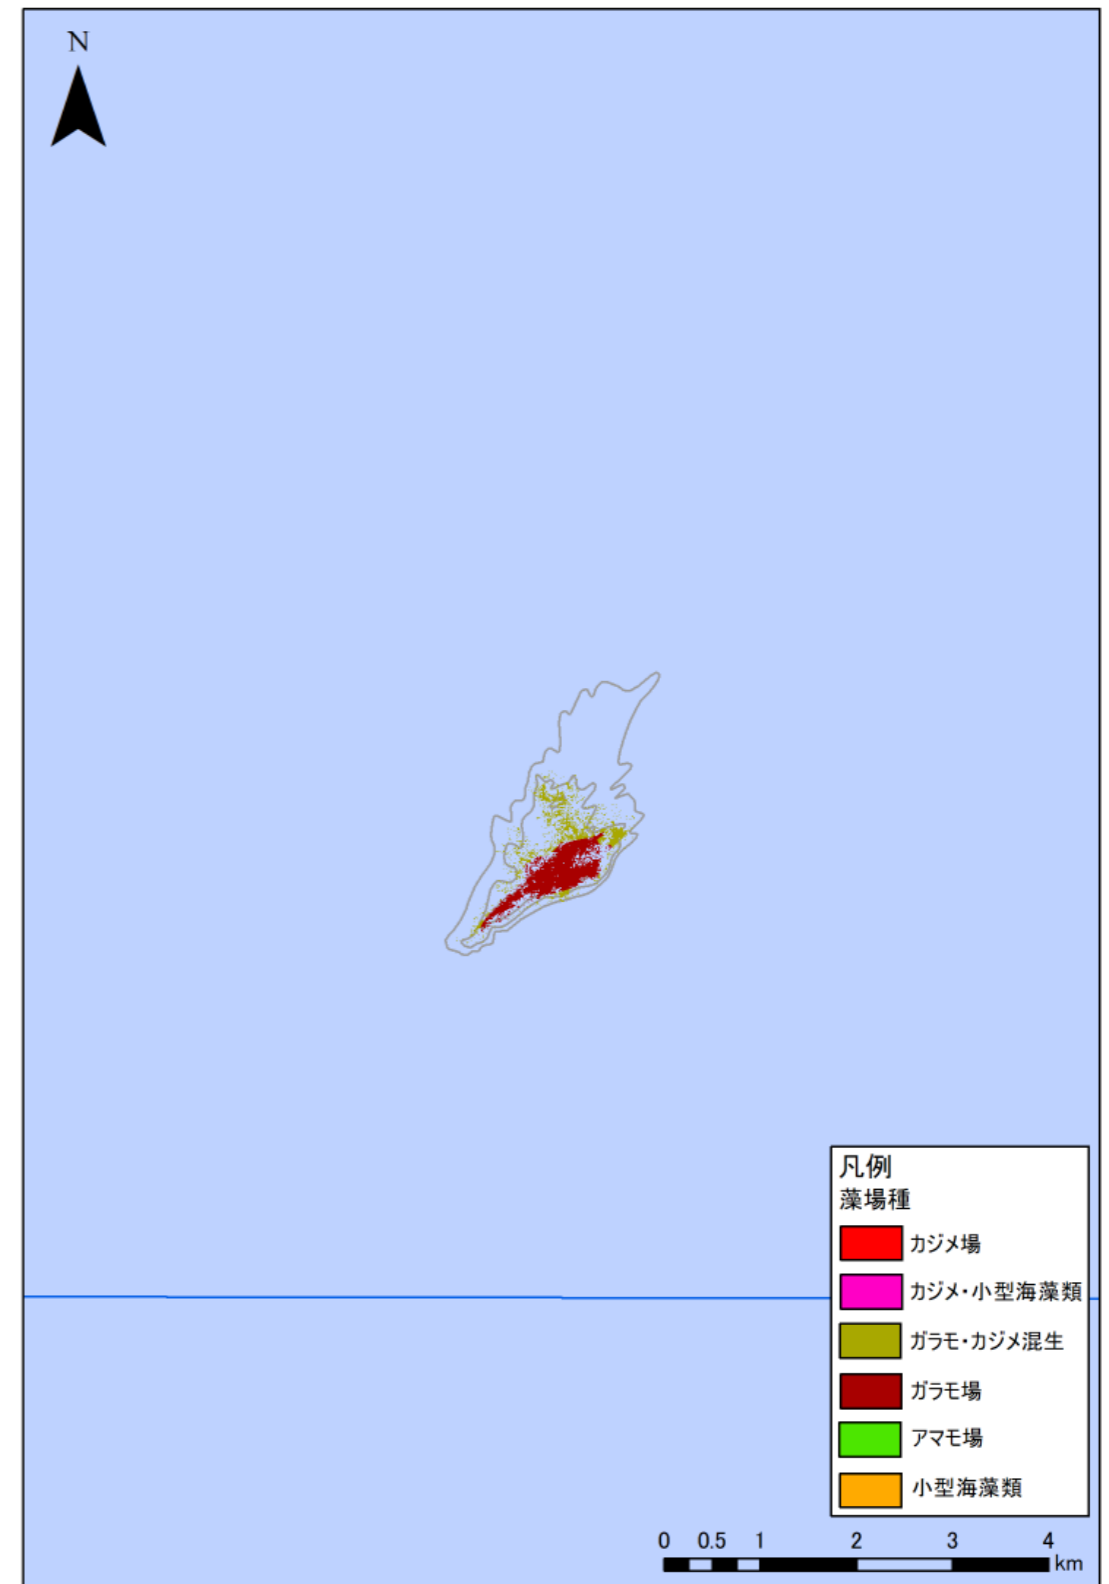 N
凡例
藻場種
カジメ場
カジメ・小型海藻類
ガラモ・カジメ混生
ガラモ場
アマモ場
小型海藻類
0 0.5 1 2 3 4
km